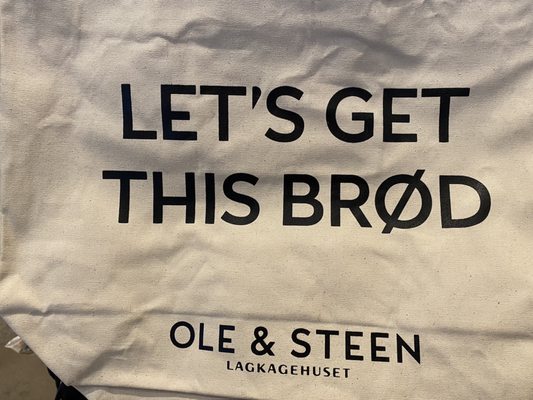 LET'S GET
THIS BRØD
OLE & STEEN
LAGKAGEHUSET